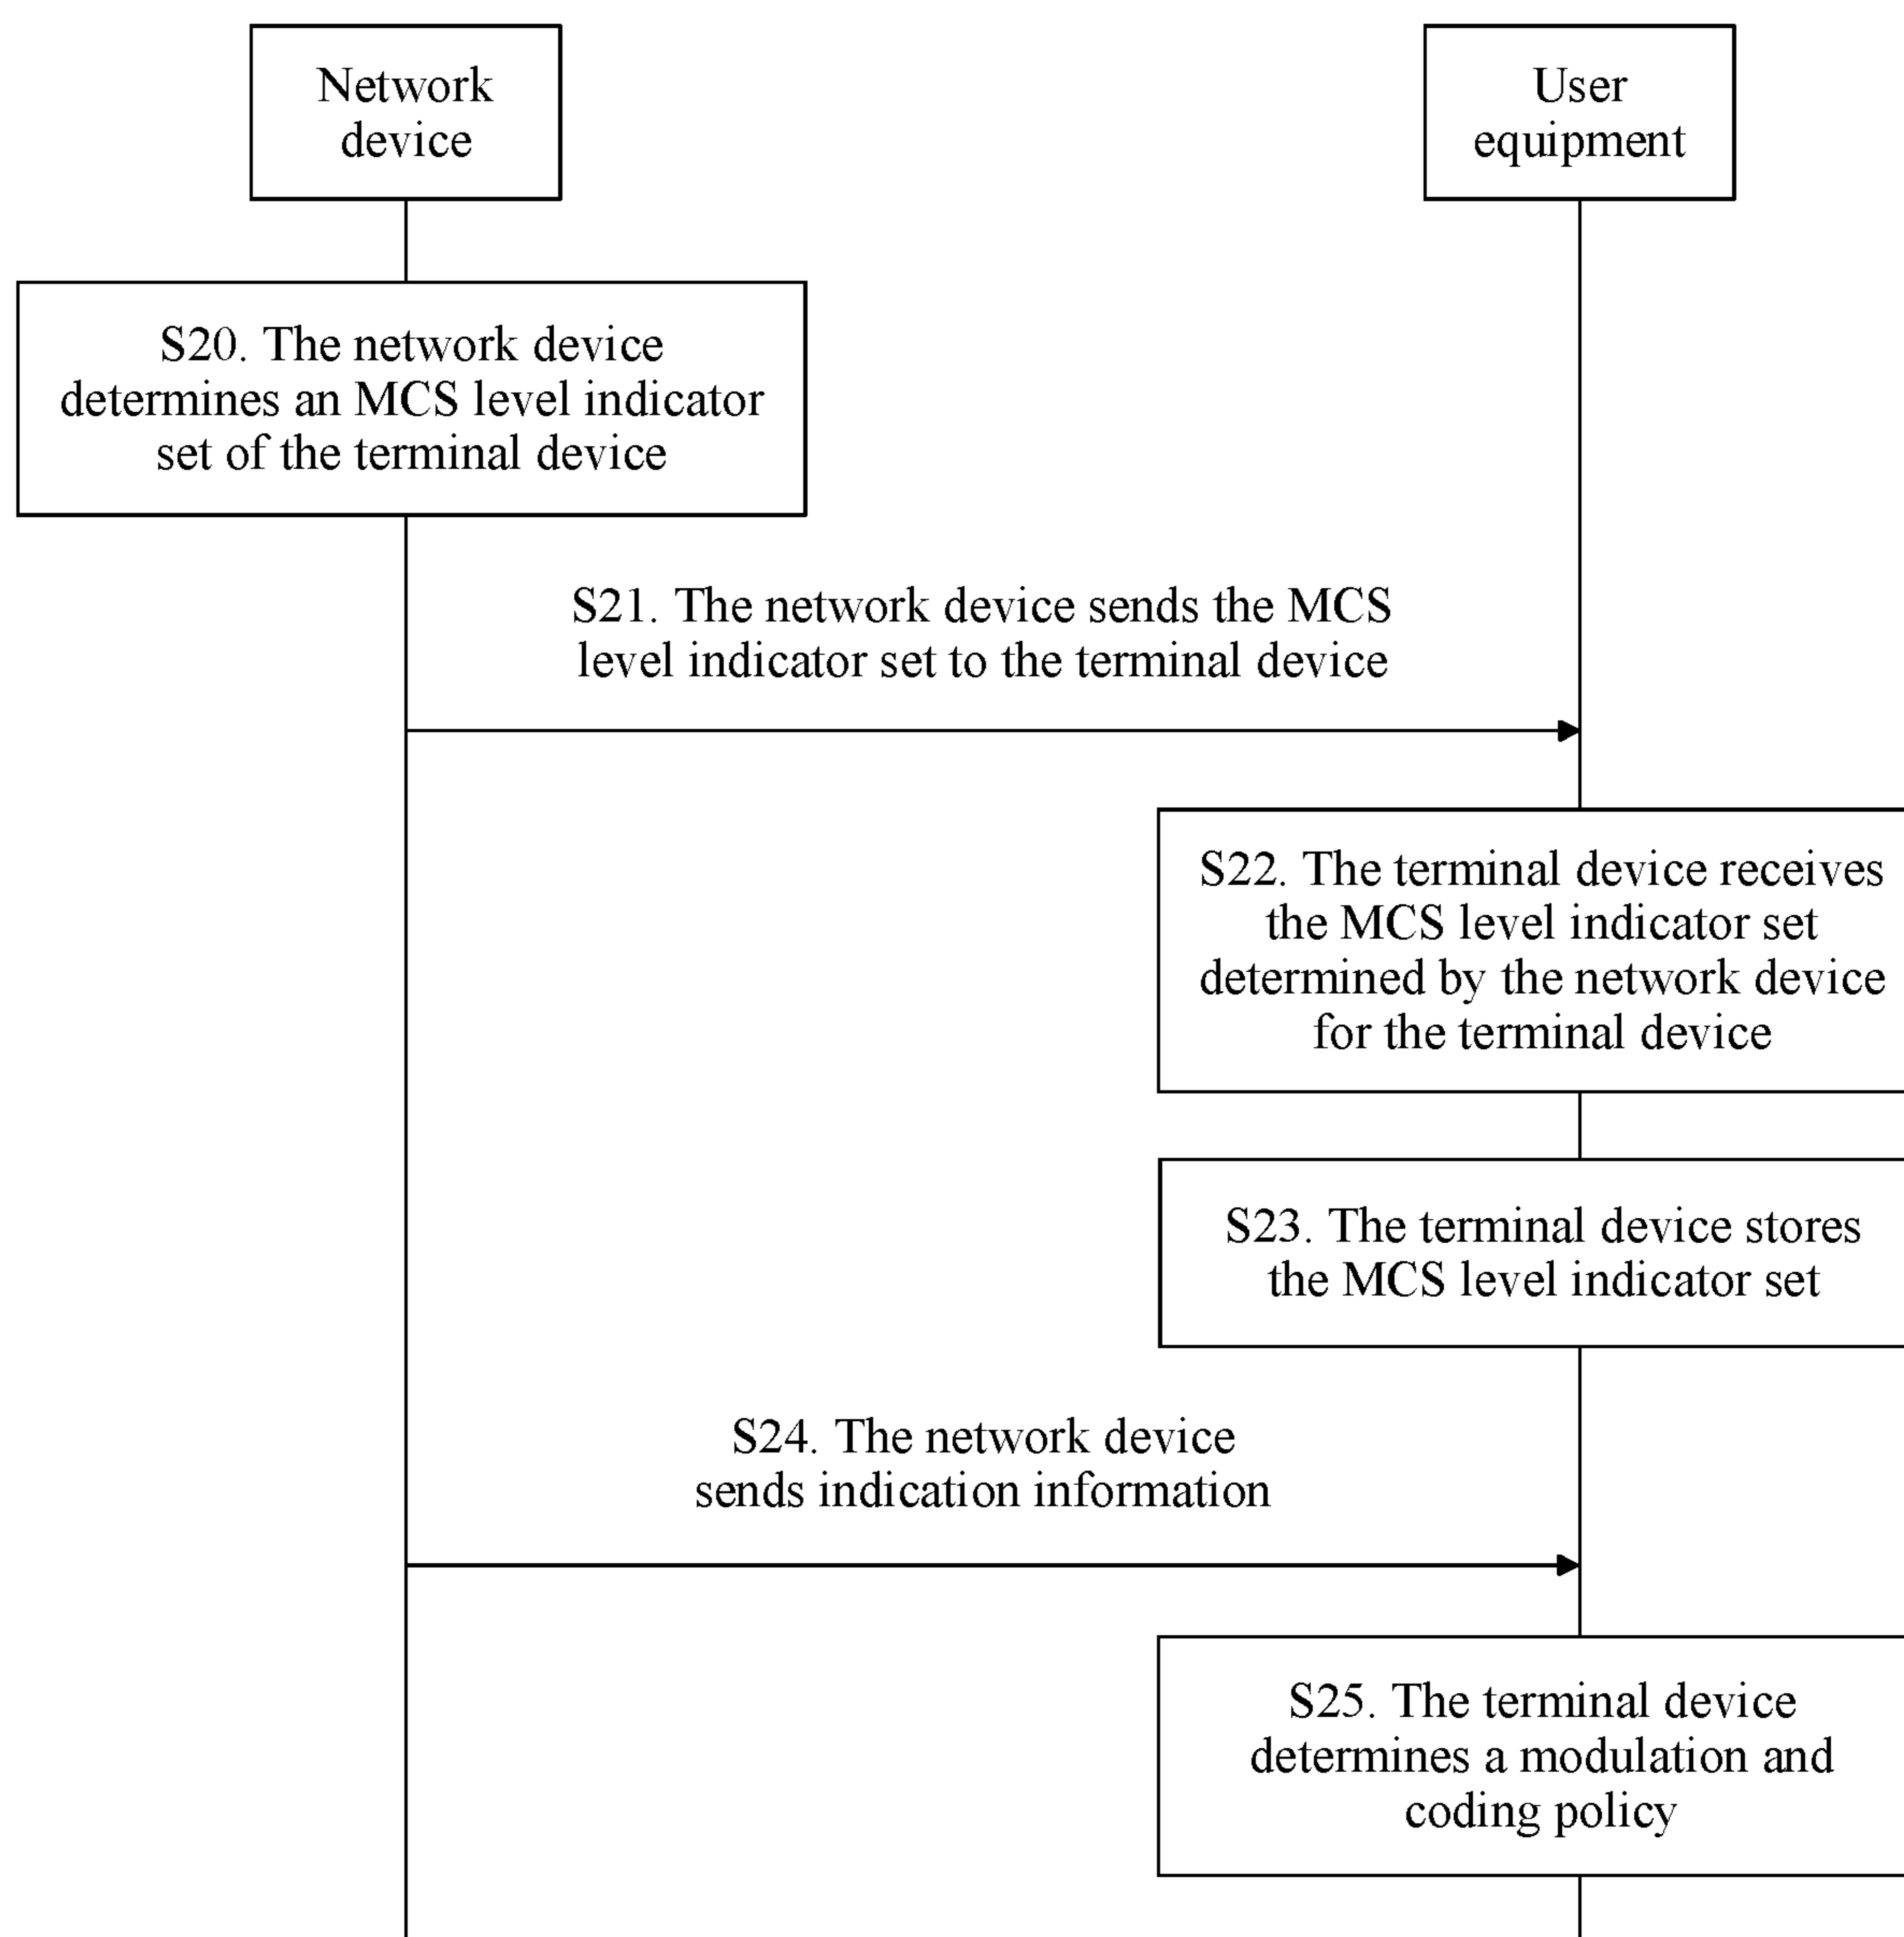 Network
device
User
equipment
S20. The network device
determines an MCS level indicator
set of the terminal device
S21. The network device sends the MCS
level indicator set to the terminal device
S22. The terminal device receives
the MCS level indicator set
determined by the network device
for the terminal device
S23. The terminal device stores
the MCS level indicator set
S24. The network device
sends indication information
S25. The terminal device
determines a modulation and
coding policy